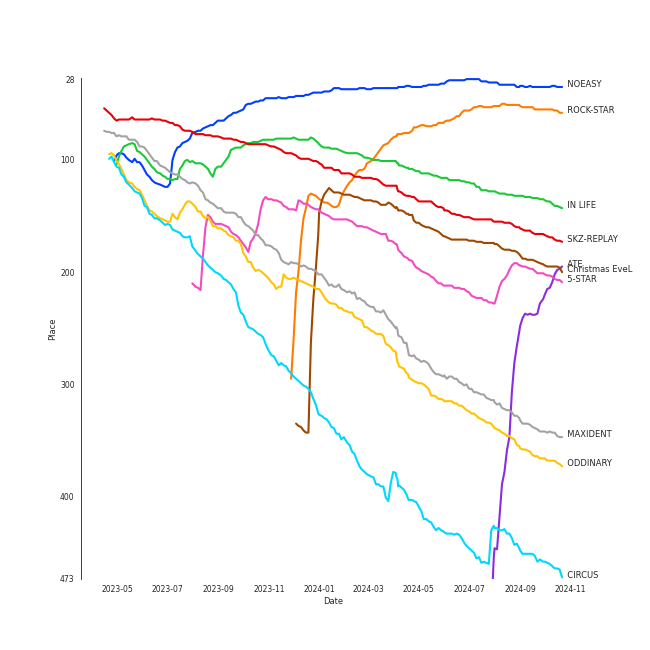 28
NOEASY
ROCK-STAR
100
IN LIFE
SKZ-REPLAY
ATE
Christmas EveL
200
5-STAR
Place
300
MAXIDENT
ODDINARY
400
CIRCUS
473
2023-05 2023-07 2023-09 2023-11 2024-01 2024-03 2024-05 2024-07 2024-09 2024-11
Date